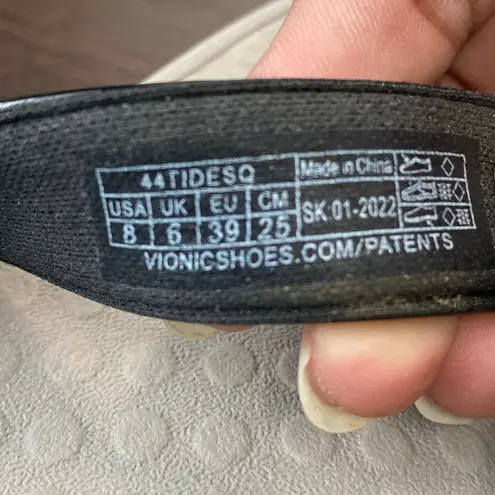 44TIDESQ
Made in China
USA UK EU CM
8 6 39 25
SK 01-2022
VIONICSHOES.COM/PATENTS